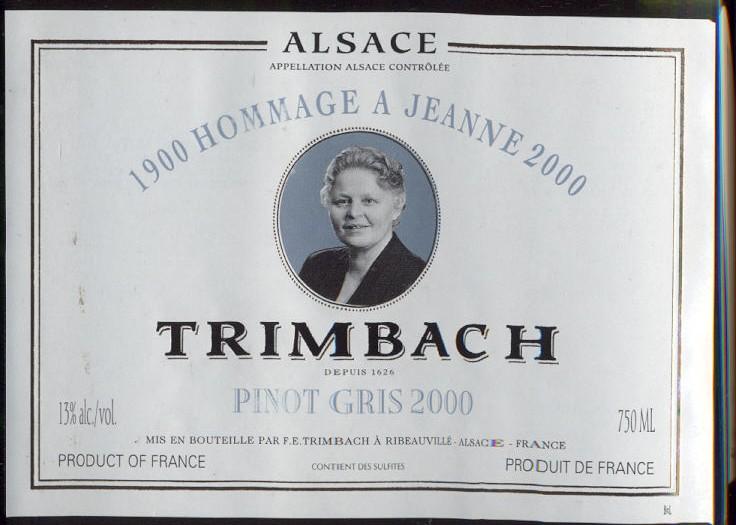 ALSACE
APPELLATION ALSACE CONTRÔLÉE
1900 HOMMAGE A JEANNE 2000
TRIMBACH
DEPUIS 1626
PINOT GRIS 2000
13% alc./vol.
750 ML
MIS EN BOUTEILLE PAR F.E. TRIMBACH À RIBEAUVILLÉ - ALSACE - FRANCE
PRODUCT OF FRANCE
CONTIENT DES SULFITES
PRODUIT DE FRANCE